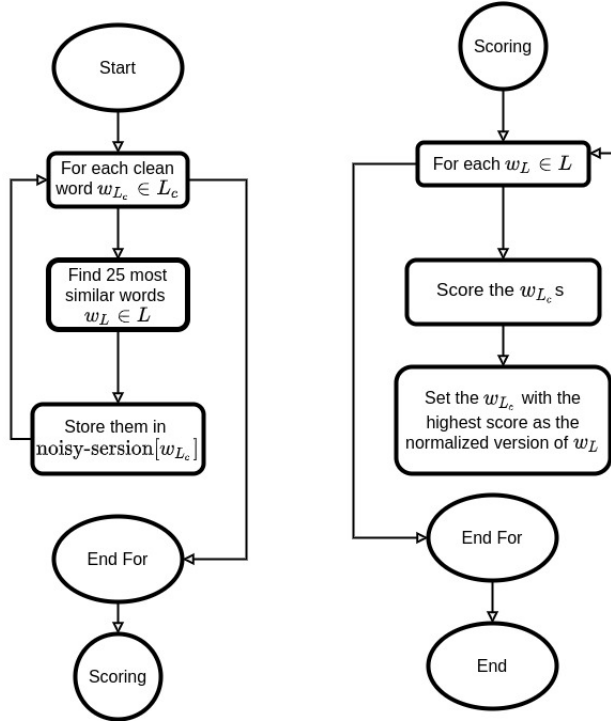 Start
For each clean
word $w_{L_c} \in L_c$
Find 25 most
similar words
$w_L \in L$
Store them in
noisy-sersion[$w_{L_c}$]
End For
Scoring
Scoring
For each $w_L \in L$
Score the $w_{L_c}$s
Set the $w_{L_c}$ with the
highest score as the
normalized version of $w_L$
End For
End